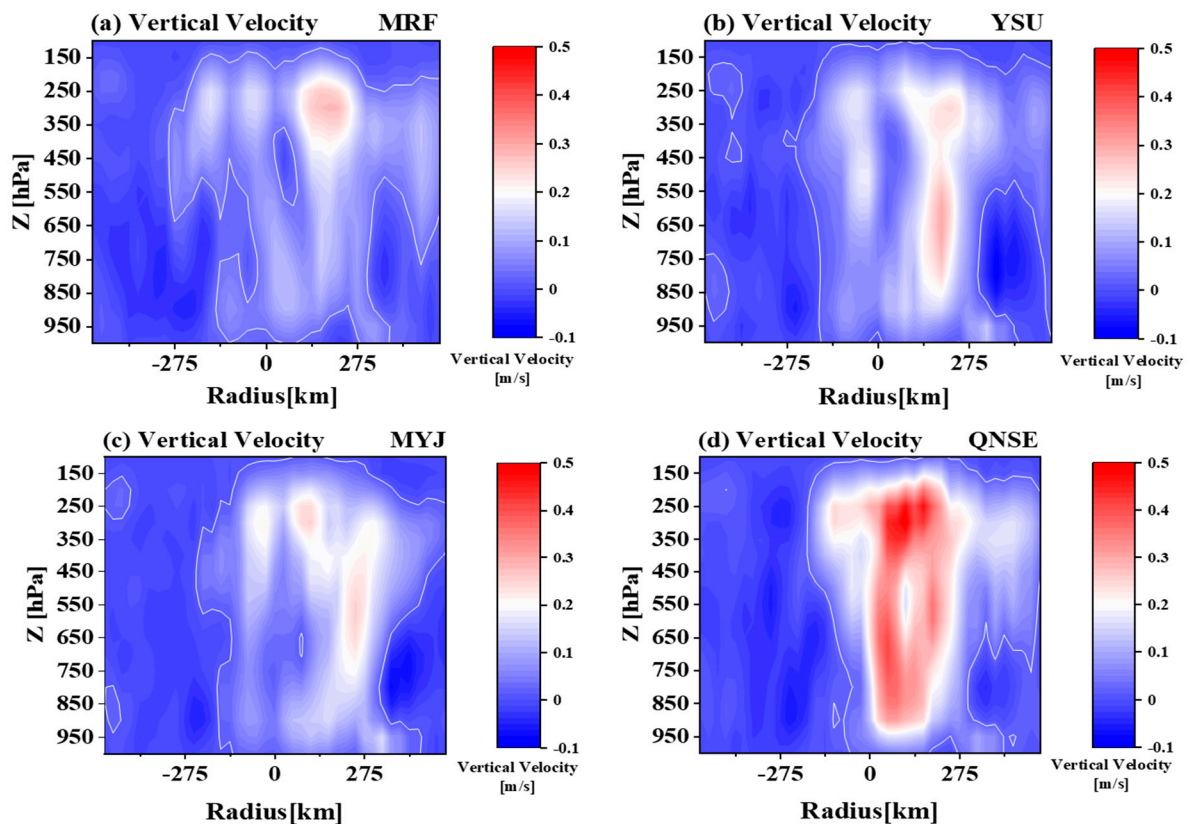 (a) Vertical Velocity MRF
150
250
350
450
550
650
750
850
950
Z [hPa]
-275 0 275
Radius[km]
0.5
0.4
0.3
0.2
0.1
0
-0.1
Vertical Velocity
[m/s]
(b) Vertical Velocity YSU
150
250
350
450
550
650
750
850
950
Z [hPa]
-275 0 275
Radius[km]
0.5
0.4
0.3
0.2
0.1
0
-0.1
Vertical Velocity
[m/s]
(c) Vertical Velocity MYJ
150
250
350
450
550
650
750
850
950
Z [hPa]
-275 0 275
Radius[km]
0.5
0.4
0.3
0.2
0.1
0
-0.1
Vertical Velocity
[m/s]
(d) Vertical Velocity QNSE
150
250
350
450
550
650
750
850
950
Z [hPa]
-275 0 275
Radius[km]
0.5
0.4
0.3
0.2
0.1
0
-0.1
Vertical Velocity
[m/s]